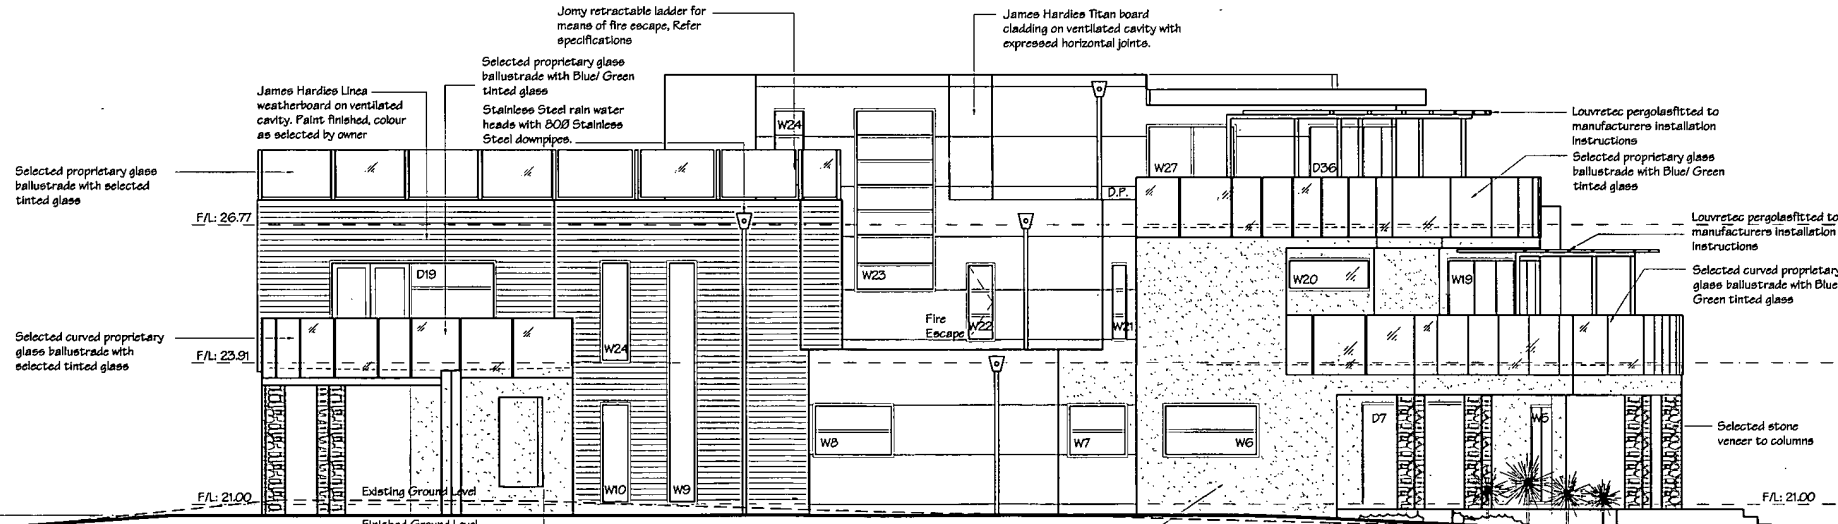 Jomy retractable ladder for
means of fire escape, Refer
specifications
James Hardies Titan board
cladding on ventilated cavity with
expressed horizontal joints.
Selected proprietary glass
ballustrade with Blue/ Green
tinted glass
James Hardies Linea
weatherboard on ventilated
cavity. Paint finished, colour
as selected by owner
Stainless Steel rain water
heads with 80Ø Stainless
Steel downpipes.
Louvretec pergolasfitted to
manufacturers installation
instructions
Selected proprietary glass
ballustrade with selected
tinted glass
Selected proprietary glass
ballustrade with Blue/ Green
tinted glass
W24
W27
D36
D.P.
F/L: 26.77
Louvretec pergolasfitted to
manufacturers installation
instructions
D19
W23
W20
W19
Selected curved proprietary
glass ballustrade with Blue
Green tinted glass
Fire
Escape
W22
W21
Selected curved proprietary
glass ballustrade with
selected tinted glass
W24
F/L: 23.91
W8
W7
W6
D7
W5
Selected stone
veneer to columns
Existing Ground Level
W10
W9
F/L: 21.00
F/L: 21.00
Finished Ground Level